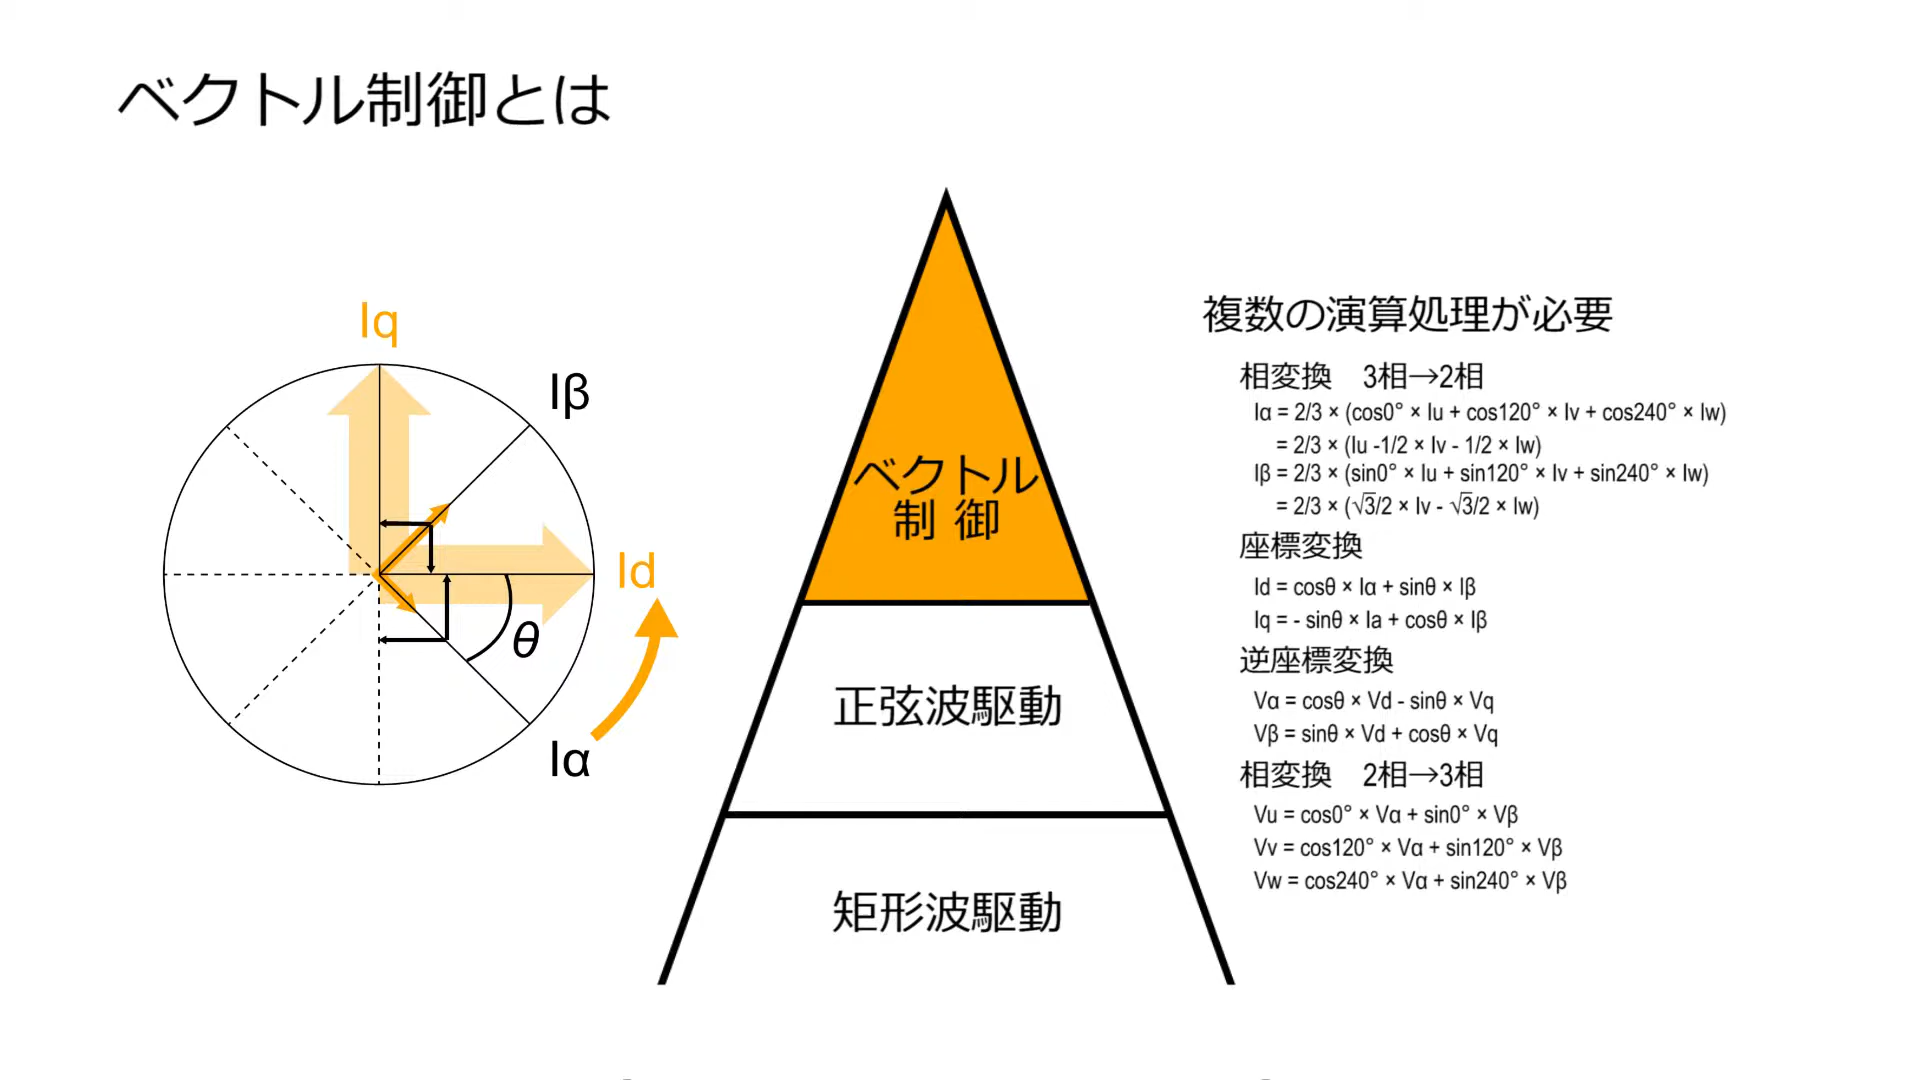 ベクトル制御とは
Iq
Iβ
Id
θ
Iα
ベクトル
制 御
正弦波駆動
矩形波駆動
複数の演算処理が必要
相変換　3相→2相
Iα = 2/3 × (cos0° × Iu + cos120° × Iv + cos240° × Iw)
= 2/3 × (Iu -1/2 × Iv - 1/2 × Iw)
Iβ = 2/3 × (sin0° × Iu + sin120° × Iv + sin240° × Iw)
= 2/3 × (√3/2 × Iv - √3/2 × Iw)
座標変換
Id = cosθ × Iα + sinθ × Iβ
Iq = - sinθ × Ia + cosθ × Iβ
逆座標変換
Vα = cosθ × Vd - sinθ × Vq
Vβ = sinθ × Vd + cosθ × Vq
相変換　2相→3相
Vu = cos0° × Vα + sin0° × Vβ
Vv = cos120° × Vα + sin120° × Vβ
Vw = cos240° × Vα + sin240° × Vβ